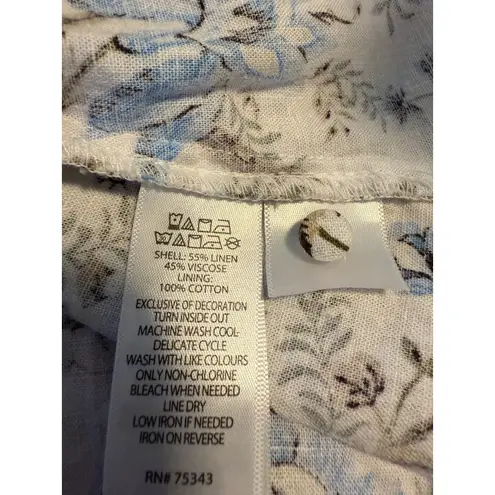 SHELL: 55% LINEN
45% VISCOSE
LINING:
100% COTTON
EXCLUSIVE OF DECORATION
TURN INSIDE OUT
MACHINE WASH COOL
DELICATE CYCLE
WASH WITH LIKE COLOURS
ONLY NON-CHLORINE
BLEACH WHEN NEEDED
LINE DRY
LOW IRON IF NEEDED
IRON ON REVERSE
RN# 75343